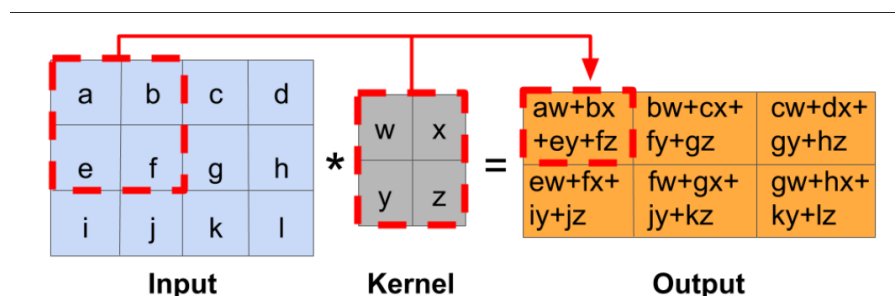 a b c d
e f g h
i j k l
*
w x
y z
=
aw+bx
+ey+fz
bw+cx+
fy+gz
cw+dx+
gy+hz
ew+fx+
iy+jz
fw+gx+
jy+kz
gw+hx+
ky+lz
Input Kernel Output